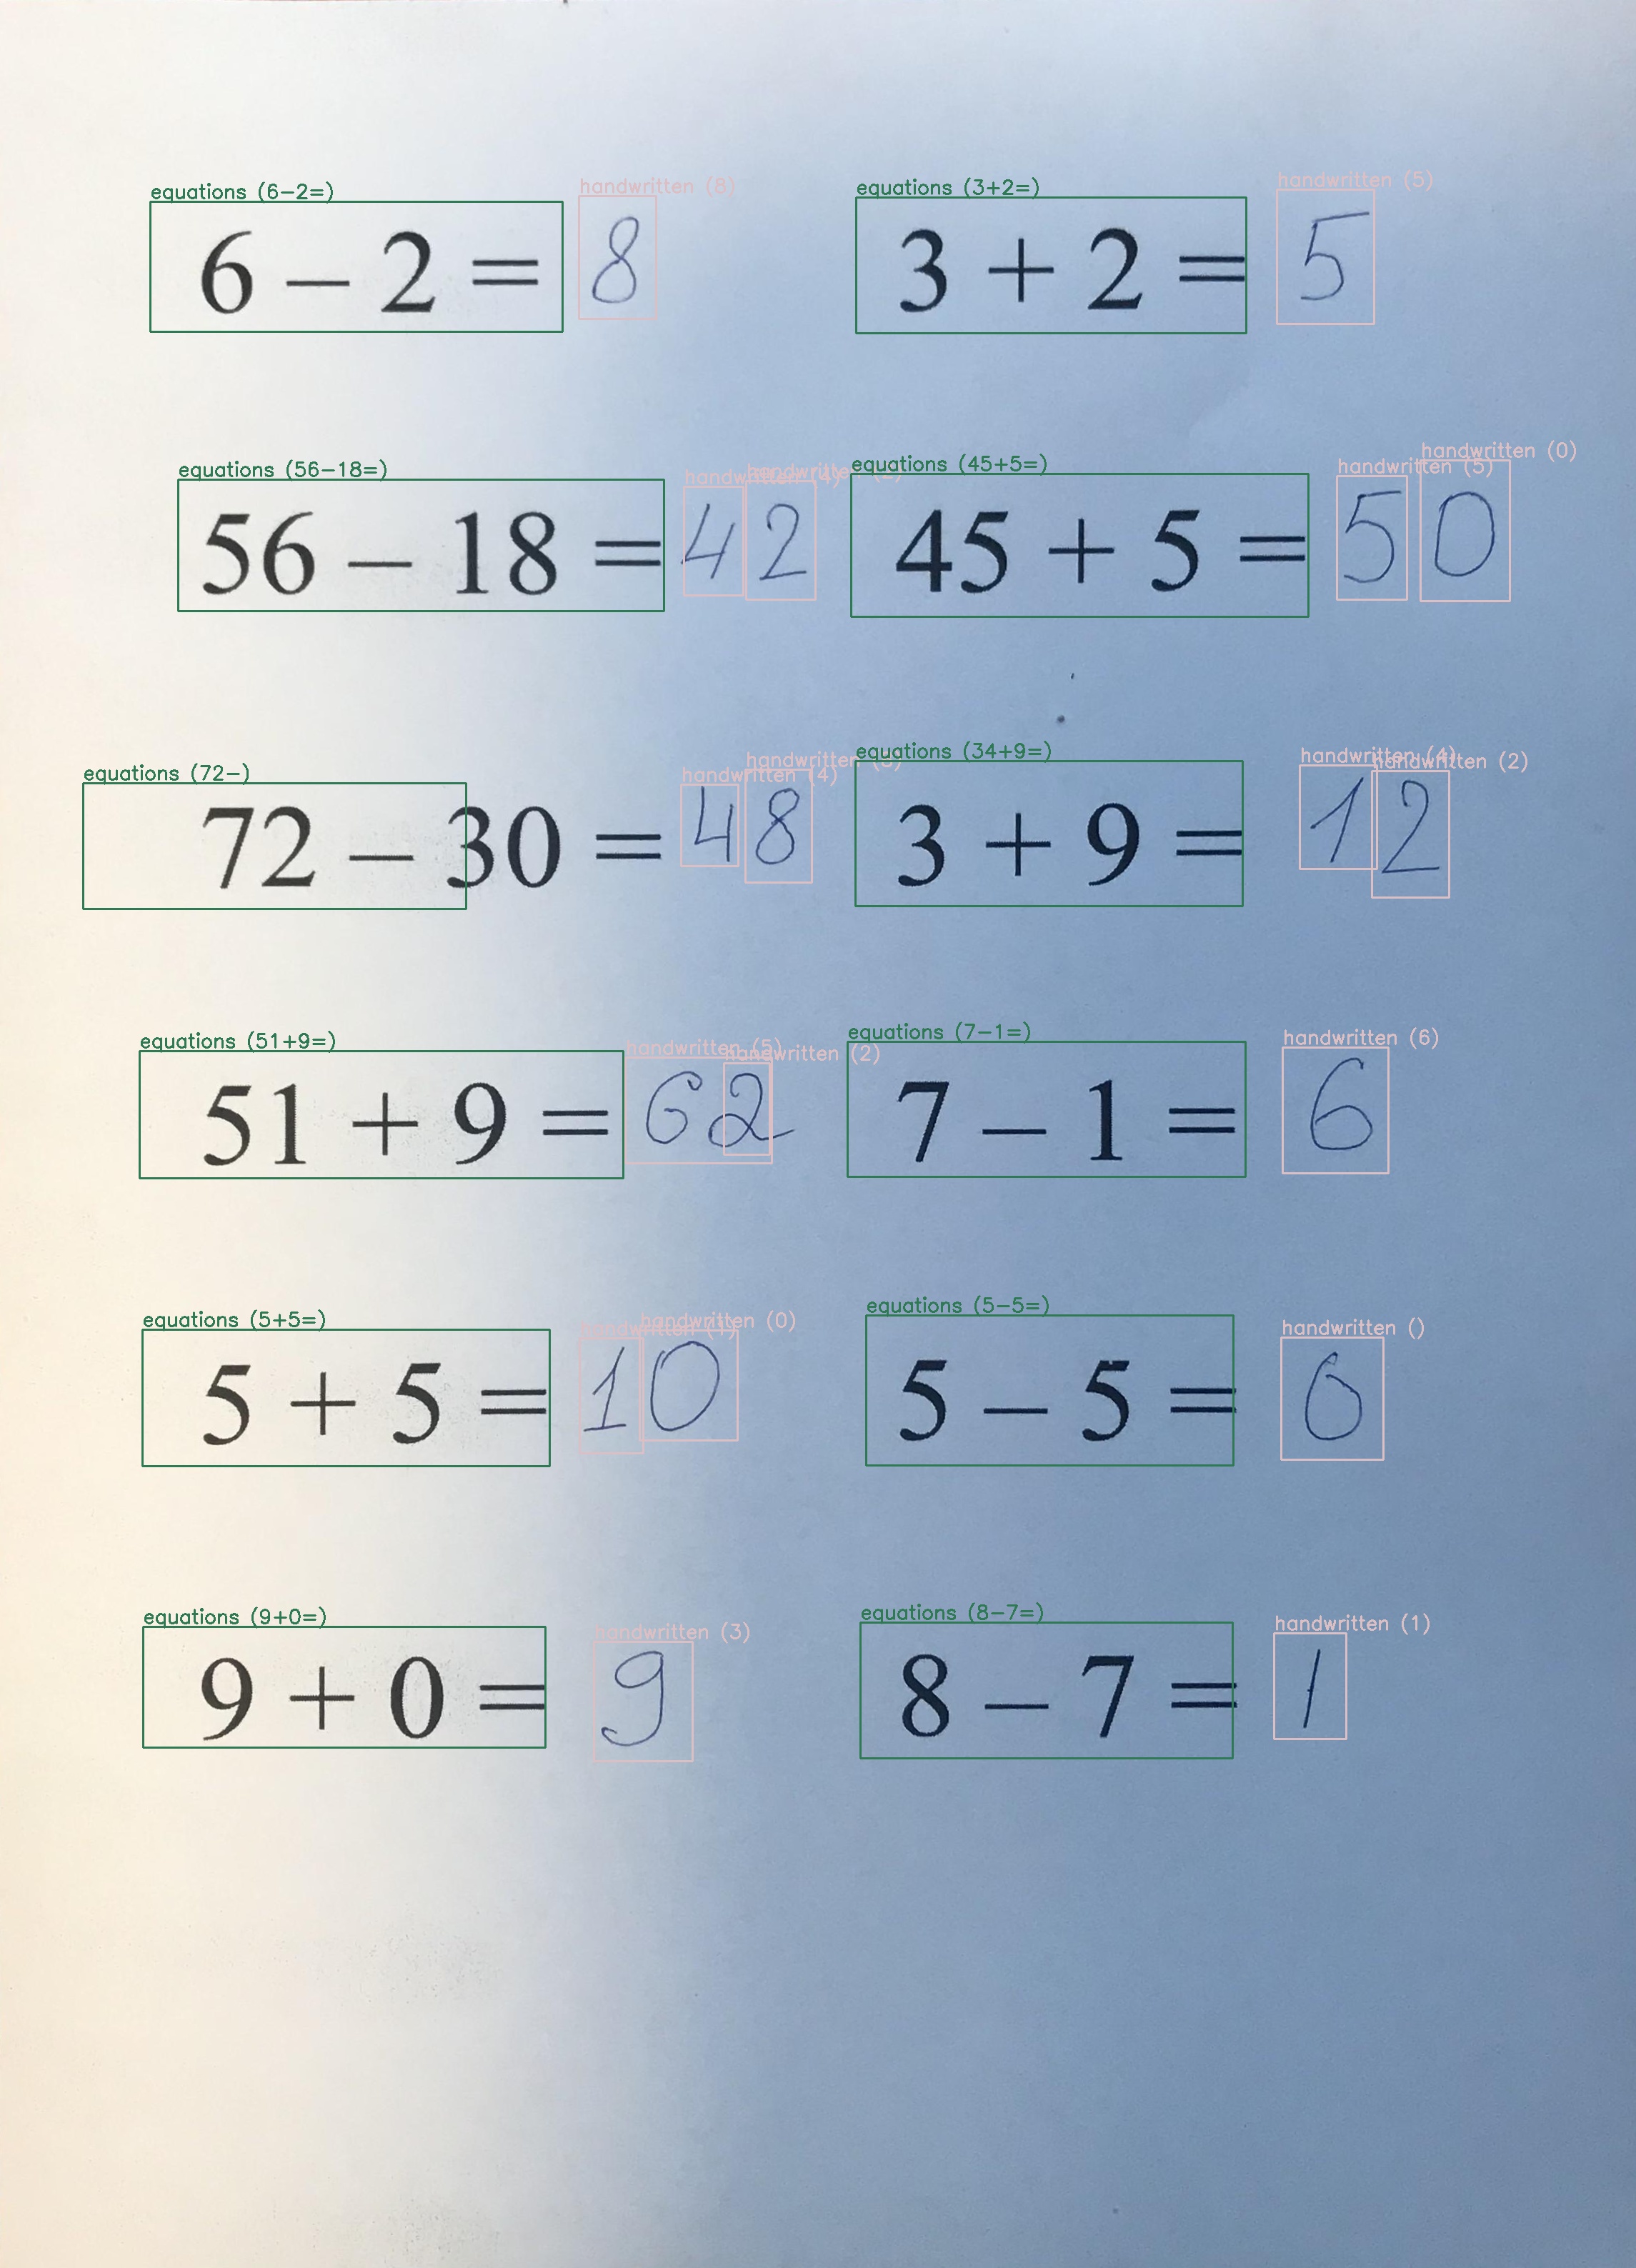 equations (6-2=) handwritten (8) equations (3+2=) handwritten (5)
6 – 2 = 8 3 + 2 = 5
equations (56-18=) handwritten (4) handwritten equations (45+5=) handwritten (5) handwritten (0)
56 – 18 = 42 45 + 5 = 50
equations (72-) handwritten (4) handwritten equations (34+9=) handwritten (4) handwritten (2)
72 – 30 = 48 3 + 9 = 12
equations (51+9=) handwritten (5) handwritten (2) equations (7-1=) handwritten (6)
51 + 9 = 62 7 – 1 = 6
equations (5+5=) handwritten (1) handwritten (0) equations (5-5=) handwritten ()
5 + 5 = 10 5 – 5 = 0
equations (9+0=) handwritten (3) equations (8-7=) handwritten (1)
9 + 0 = 9 8 – 7 = 1